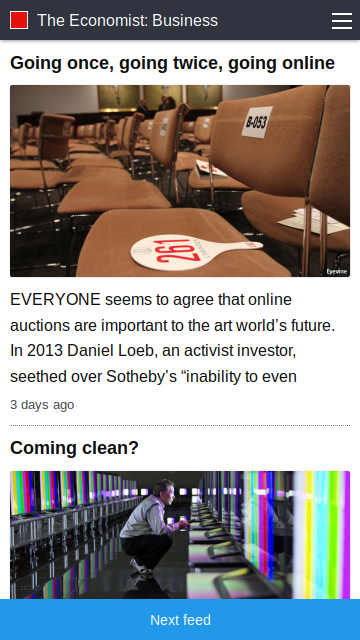 The Economist: Business
Going once, going twice, going online
B-053
261
Eyevine
EVERYONE seems to agree that online
auctions are important to the art world’s future.
In 2013 Daniel Loeb, an activist investor,
seethed over Sotheby’s “inability to even
3 days ago
Coming clean?
Next feed